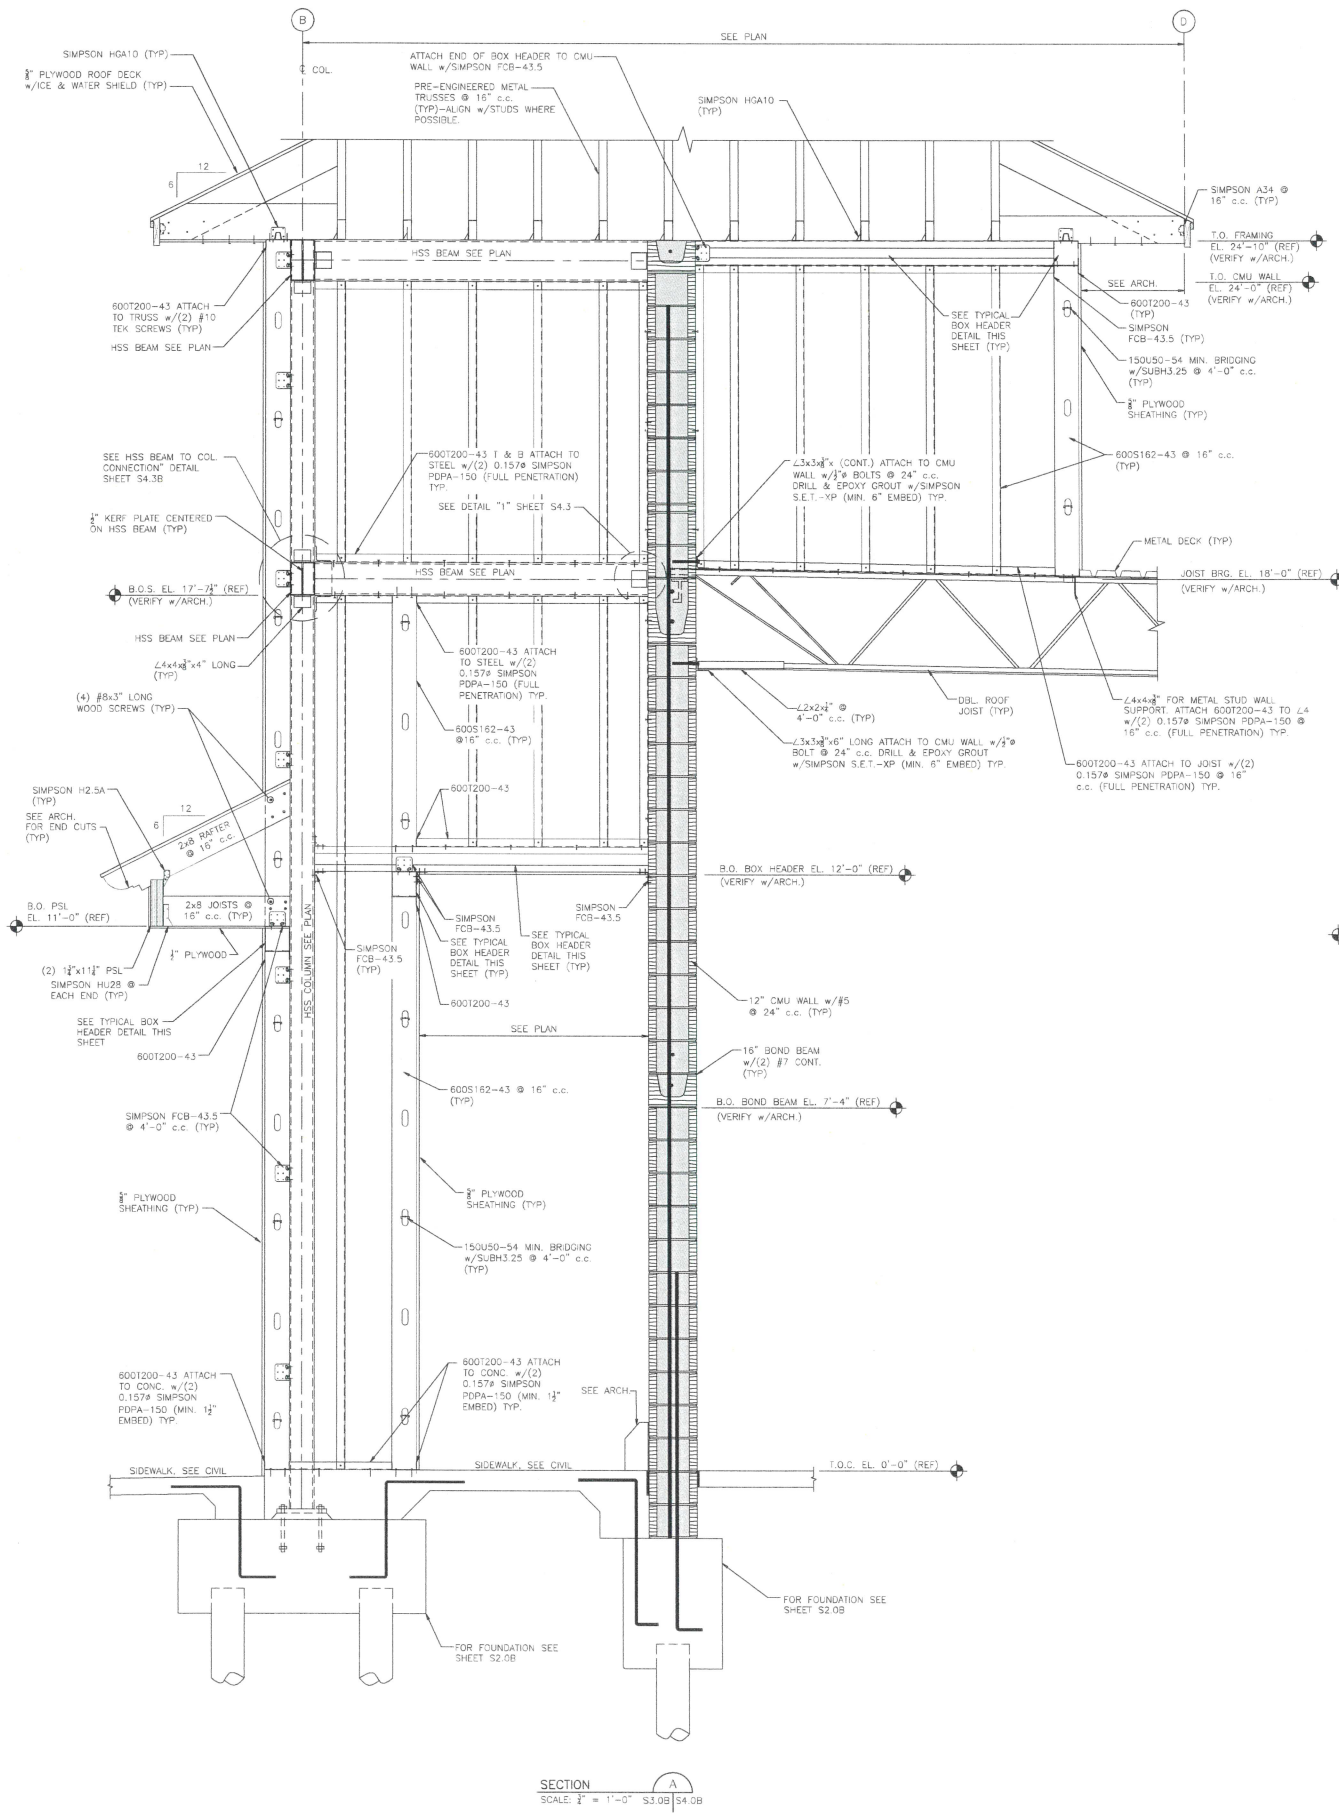 B
D
SEE PLAN
SIMPSON HGA10 (TYP)
⅝" PLYWOOD ROOF DECK
w/ICE & WATER SHIELD (TYP)
℄ COL.
ATTACH END OF BOX HEADER TO CMU
WALL w/SIMPSON FCB-43.5
PRE-ENGINEERED METAL
TRUSSES @ 16" c.c.
(TYP)-ALIGN w/STUDS WHERE
POSSIBLE.
SIMPSON HGA10
(TYP)
12
6
SIMPSON A34 @
16" c.c. (TYP)
T.O. FRAMING
EL. 24'-10" (REF)
(VERIFY w/ARCH.)
T.O. CMU WALL
EL. 24'-0" (REF)
(VERIFY w/ARCH.)
HSS BEAM SEE PLAN
SEE ARCH.
600T200-43 ATTACH
TO TRUSS w/(2) #10
TEK SCREWS (TYP)
HSS BEAM SEE PLAN
SEE TYPICAL
BOX HEADER
DETAIL THIS
SHEET (TYP)
600T200-43
(TYP)
SIMPSON
FCB-43.5 (TYP)
150U50-54 MIN. BRIDGING
w/SUBH3.25 @ 4'-0" c.c.
(TYP)
⅝" PLYWOOD
SHEATHING (TYP)
600S162-43 @ 16" c.c.
(TYP)
SEE HSS BEAM TO COL.
CONNECTION" DETAIL
SHEET S4.3B
½" KERF PLATE CENTERED
ON HSS BEAM (TYP)
600T200-43 T & B ATTACH TO
STEEL w/(2) 0.157ø SIMPSON
PDPA-150 (FULL PENETRATION)
TYP.
SEE DETAIL "1" SHEET S4.3
∠3x3x⅜"x (CONT.) ATTACH TO CMU
WALL w/½"ø BOLTS @ 24" c.c.
DRILL & EPOXY GROUT w/SIMPSON
S.E.T.-XP (MIN. 6" EMBED) TYP.
METAL DECK (TYP)
HSS BEAM SEE PLAN
JOIST BRG. EL. 18'-0" (REF)
(VERIFY w/ARCH.)
B.O.S. EL. 17'-7½" (REF)
(VERIFY w/ARCH.)
HSS BEAM SEE PLAN
∠4x4x⅜"x4" LONG
(TYP)
(4) #8x3" LONG
WOOD SCREWS (TYP)
600T200-43 ATTACH
TO STEEL w/(2)
0.157ø SIMPSON
PDPA-150 (FULL
PENETRATION) TYP.
600S162-43
@16" c.c. (TYP)
∠2x2x¼" @
4'-0" c.c. (TYP)
DBL. ROOF
JOIST (TYP)
∠4x4x⅜" FOR METAL STUD WALL
SUPPORT. ATTACH 600T200-43 TO ∠4
w/(2) 0.157ø SIMPSON PDPA-150 @
16" c.c. (FULL PENETRATION) TYP.
∠3x3x⅜"x6" LONG ATTACH TO CMU WALL w/½"ø
BOLT @ 24" c.c. DRILL & EPOXY GROUT
w/SIMPSON S.E.T.-XP (MIN. 6" EMBED) TYP.
600T200-43 ATTACH TO JOIST w/(2)
0.157ø SIMPSON PDPA-150 @ 16"
c.c. (FULL PENETRATION) TYP.
SIMPSON H2.5A
(TYP)
SEE ARCH.
FOR END CUTS
(TYP)
12
6
2x8 RAFTER
@ 16" c.c.
600T200-43
B.O. BOX HEADER EL. 12'-0" (REF)
(VERIFY w/ARCH.)
B.O. PSL
EL. 11'-0" (REF)
2x8 JOISTS @
16" c.c. (TYP)
½" PLYWOOD
(2) 1¾"x11¼" PSL
SIMPSON HU28 @
EACH END (TYP)
SEE TYPICAL BOX
HEADER DETAIL THIS
SHEET
600T200-43
HSS COLUMN SEE PLAN
SIMPSON
FCB-43.5
(TYP)
SIMPSON
FCB-43.5
SEE TYPICAL
BOX HEADER
DETAIL THIS
SHEET (TYP)
600T200-43
SIMPSON
FCB-43.5
SEE TYPICAL
BOX HEADER
DETAIL THIS
SHEET (TYP)
12" CMU WALL w/#5
@ 24" c.c. (TYP)
SEE PLAN
16" BOND BEAM
w/(2) #7 CONT.
(TYP)
600S162-43 @ 16" c.c.
(TYP)
B.O. BOND BEAM EL. 7'-4" (REF)
(VERIFY w/ARCH.)
SIMPSON FCB-43.5
@ 4'-0" c.c. (TYP)
⅝" PLYWOOD
SHEATHING (TYP)
⅝" PLYWOOD
SHEATHING (TYP)
150U50-54 MIN. BRIDGING
w/SUBH3.25 @ 4'-0" c.c.
(TYP)
600T200-43 ATTACH
TO CONC. w/(2)
0.157ø SIMPSON
PDPA-150 (MIN. 1½"
EMBED) TYP.
600T200-43 ATTACH
TO CONC. w/(2)
0.157ø SIMPSON
PDPA-150 (MIN. 1½"
EMBED) TYP.
SEE ARCH.
SIDEWALK, SEE CIVIL
SIDEWALK, SEE CIVIL
T.O.C. EL. 0'-0" (REF)
FOR FOUNDATION SEE
SHEET S2.0B
FOR FOUNDATION SEE
SHEET S2.0B
SECTION
A
SCALE: ¾" = 1'-0" S3.0B S4.0B